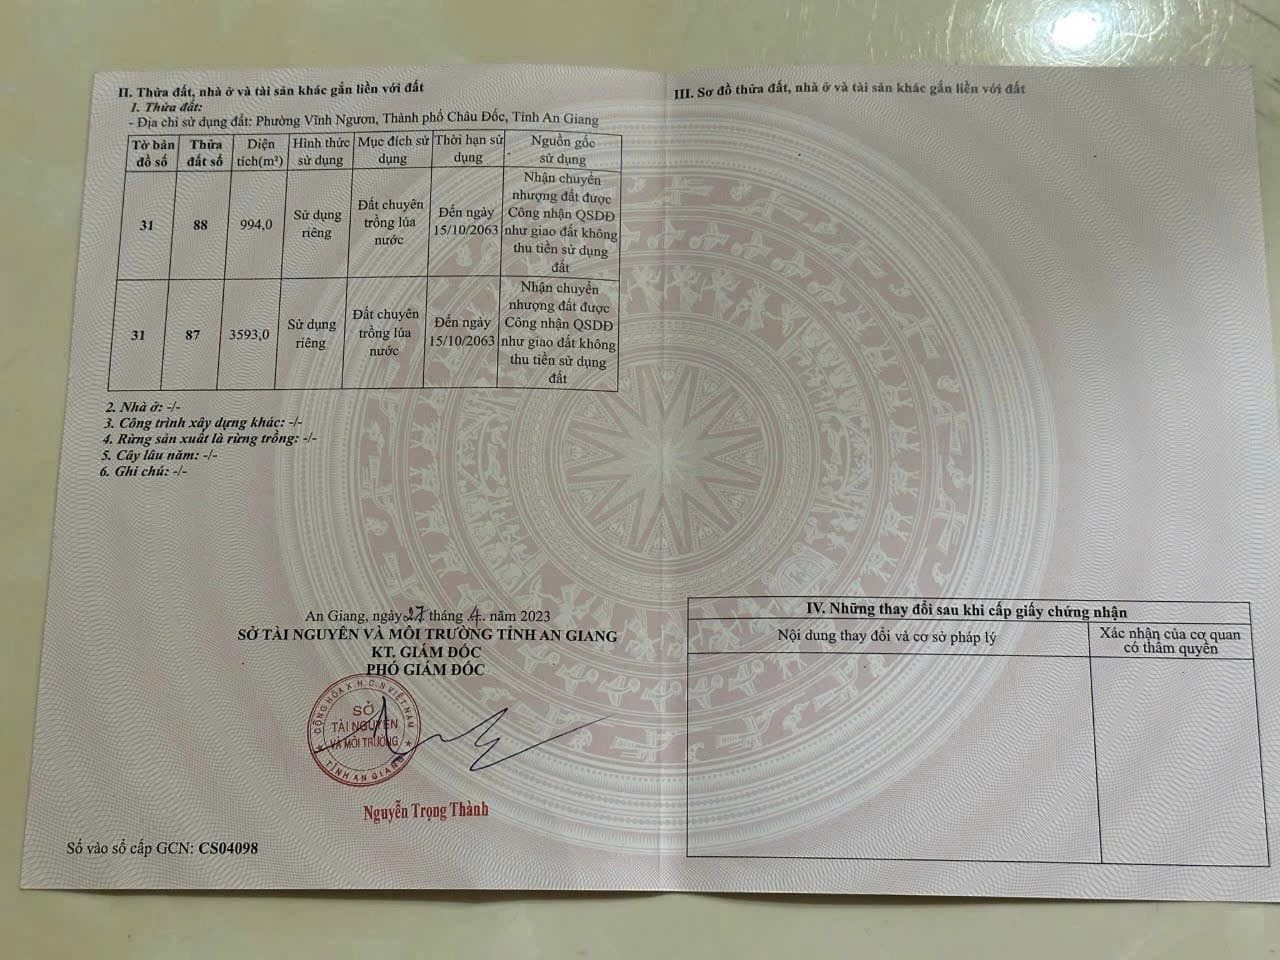 II. Thửa đất, nhà ở và tài sản khác gắn liền với đất
1. Thửa đất:
- Địa chỉ sử dụng đất: Phường Vĩnh Ngươn, Thành phố Châu Đốc, Tỉnh An Giang
Tờ bản đồ số | Thửa đất số | Diện tích(m²) | Hình thức sử dụng | Mục đích sử dụng | Thời hạn sử dụng | Nguồn gốc sử dụng
31 | 88 | 994,0 | Sử dụng riêng | Đất chuyên trồng lúa nước | Đến ngày 15/10/2063 | Nhận chuyển nhượng đất được Công nhận QSDĐ như giao đất không thu tiền sử dụng đất
31 | 87 | 3593,0 | Sử dụng riêng | Đất chuyên trồng lúa nước | Đến ngày 15/10/2063 | Nhận chuyển nhượng đất được Công nhận QSDĐ như giao đất không thu tiền sử dụng đất
2. Nhà ở: -/-
3. Công trình xây dựng khác: -/-
4. Rừng sản xuất là rừng trồng: -/-
5. Cây lâu năm: -/-
6. Ghi chú: -/-
An Giang, ngày 27 tháng 4. năm 2023
SỞ TÀI NGUYÊN VÀ MÔI TRƯỜNG TỈNH AN GIANG
KT. GIÁM ĐỐC
PHÓ GIÁM ĐỐC
CỘNG HÒA X.H.C.N VIỆT NAM
SỞ
TÀI NGUYÊN
VÀ MÔI TRƯỜNG
TỈNH AN GIANG
Nguyễn Trọng Thành
Số vào sổ cấp GCN: CS04098
III. Sơ đồ thửa đất, nhà ở và tài sản khác gắn liền với đất
IV. Những thay đổi sau khi cấp giấy chứng nhận
Nội dung thay đổi và cơ sở pháp lý | Xác nhận của cơ quan có thẩm quyền